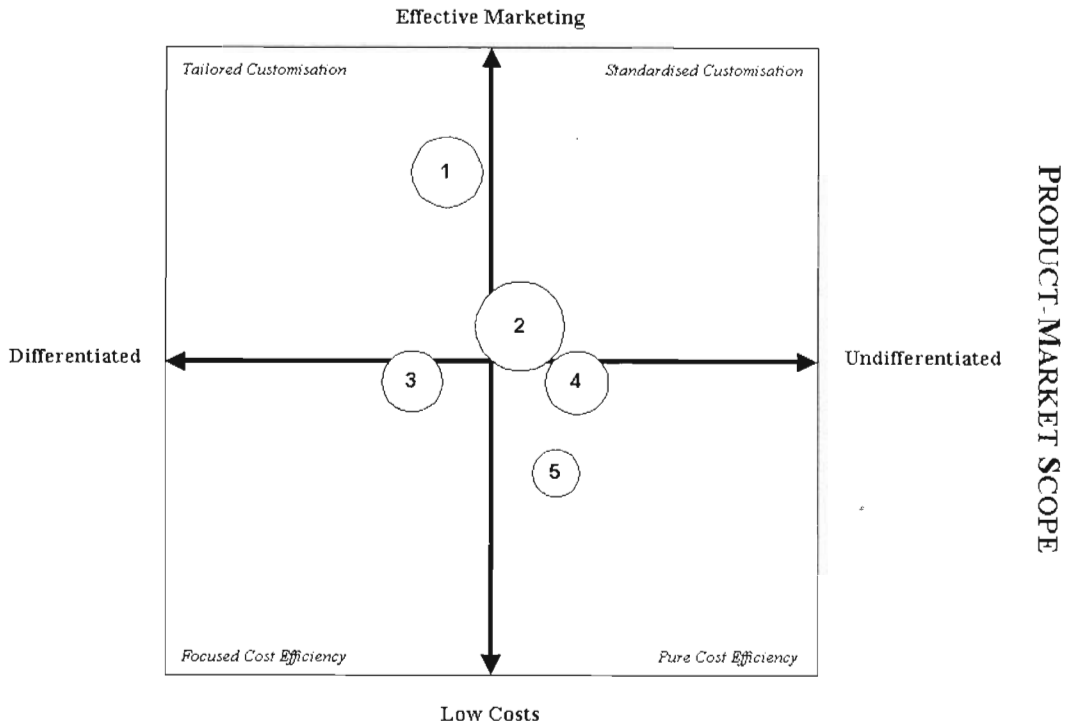 Effective Marketing
Tailored Customisation
Standardised Customisation
1
2
Differentiated
Undifferentiated
3
4
5
Focused Cost Efficiency
Pure Cost Efficiency
Low Costs
PRODUCT-MARKET SCOPE